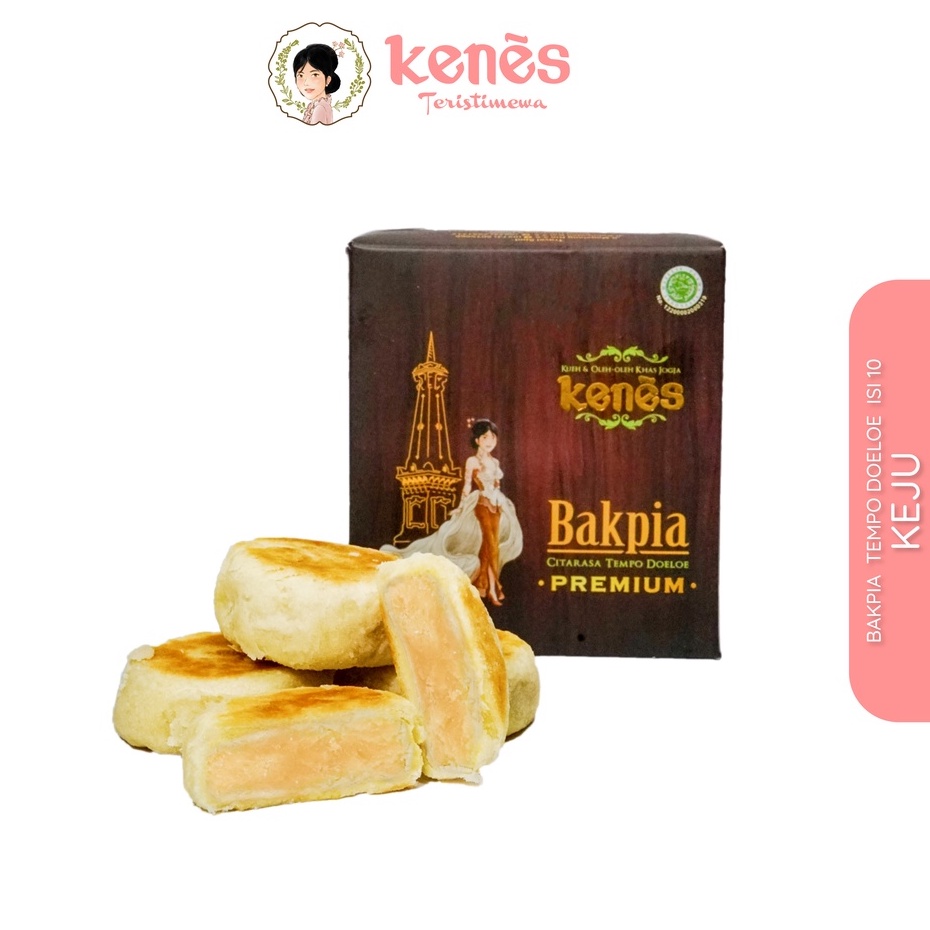 kenēs
Teristimewa
KUEH & OLEH-OLEH KHAS JOGJA
kenēs
Bakpia
CITARASA TEMPO DOELOE
• PREMIUM •
BAKPIA TEMPO DOELOE ISI 10
KEJU